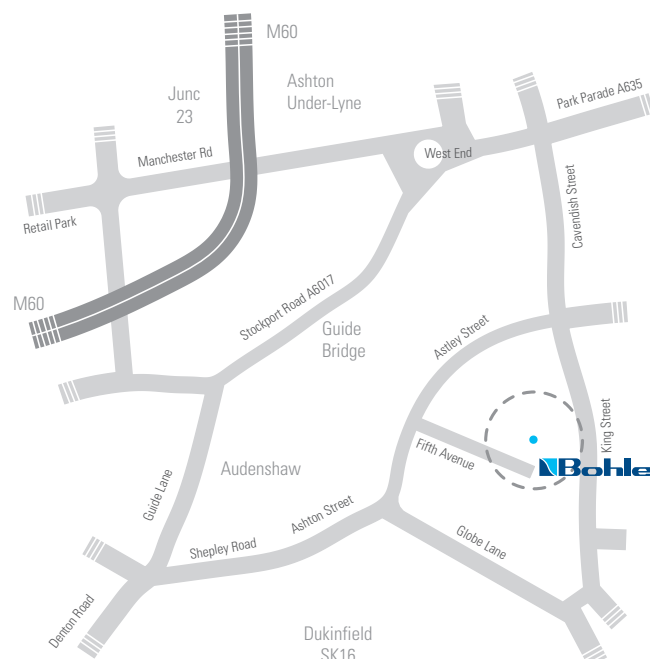 M60
Junc
23
Ashton
Under-Lyne
Park Parade A635
Manchester Rd
West End
Retail Park
Cavendish Street
M60
Stockport Road A6017
Guide
Bridge
Astley Street
King Street
Fifth Avenue
Bohle
Audenshaw
Guide Lane
Ashton Street
Shepley Road
Globe Lane
Denton Road
Dukinfield
SK16